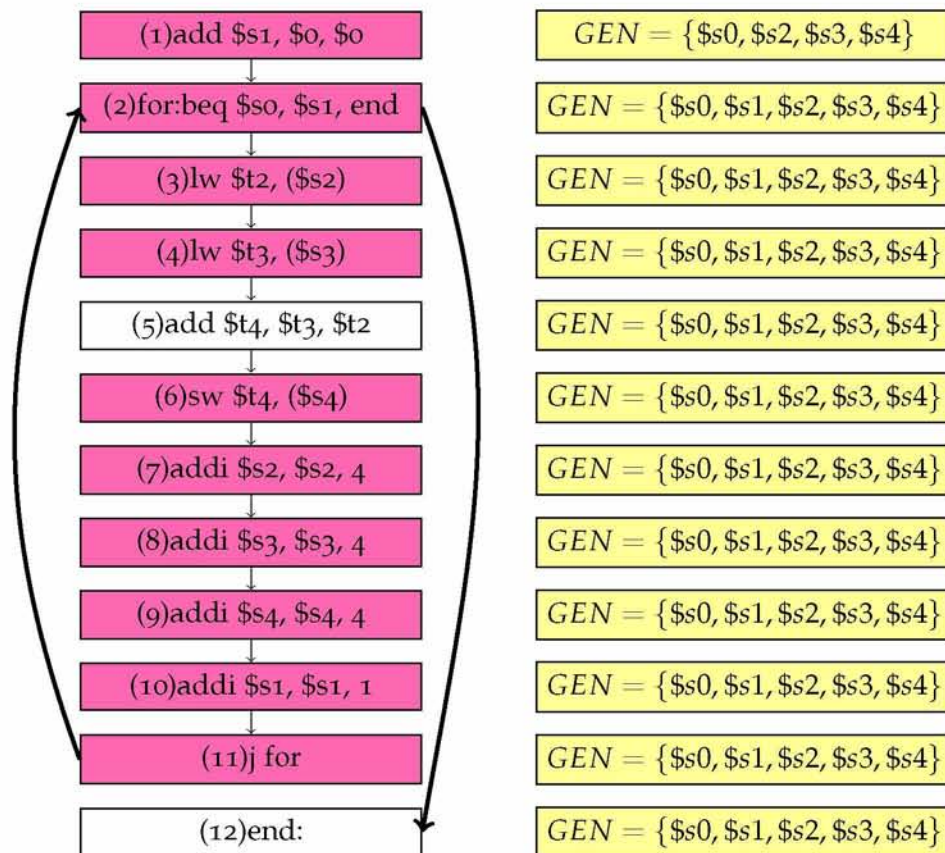 (1)add $s1, $0, $0
GEN = {$s0, $s2, $s3, $s4}
(2)for:beq $s0, $s1, end
GEN = {$s0, $s1, $s2, $s3, $s4}
(3)lw $t2, ($s2)
GEN = {$s0, $s1, $s2, $s3, $s4}
(4)lw $t3, ($s3)
GEN = {$s0, $s1, $s2, $s3, $s4}
(5)add $t4, $t3, $t2
GEN = {$s0, $s1, $s2, $s3, $s4}
(6)sw $t4, ($s4)
GEN = {$s0, $s1, $s2, $s3, $s4}
(7)addi $s2, $s2, 4
GEN = {$s0, $s1, $s2, $s3, $s4}
(8)addi $s3, $s3, 4
GEN = {$s0, $s1, $s2, $s3, $s4}
(9)addi $s4, $s4, 4
GEN = {$s0, $s1, $s2, $s3, $s4}
(10)addi $s1, $s1, 1
GEN = {$s0, $s1, $s2, $s3, $s4}
(11)j for
GEN = {$s0, $s1, $s2, $s3, $s4}
(12)end:
GEN = {$s0, $s1, $s2, $s3, $s4}